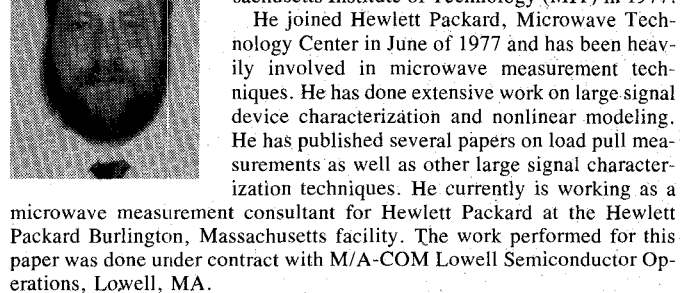 sachusetts Institute of Technology (MIT) in 1977.
He joined Hewlett Packard, Microwave Tech-
nology Center in June of 1977 and has been heav-
ily involved in microwave measurement tech-
niques. He has done extensive work on large signal
device characterization and nonlinear modeling.
He has published several papers on load pull mea-
surements as well as other large signal character-
ization techniques. He currently is working as a
microwave measurement consultant for Hewlett Packard at the Hewlett
Packard Burlington, Massachusetts facility. The work performed for this
paper was done under contract with M/A-COM Lowell Semiconductor Op-
erations, Lowell, MA.